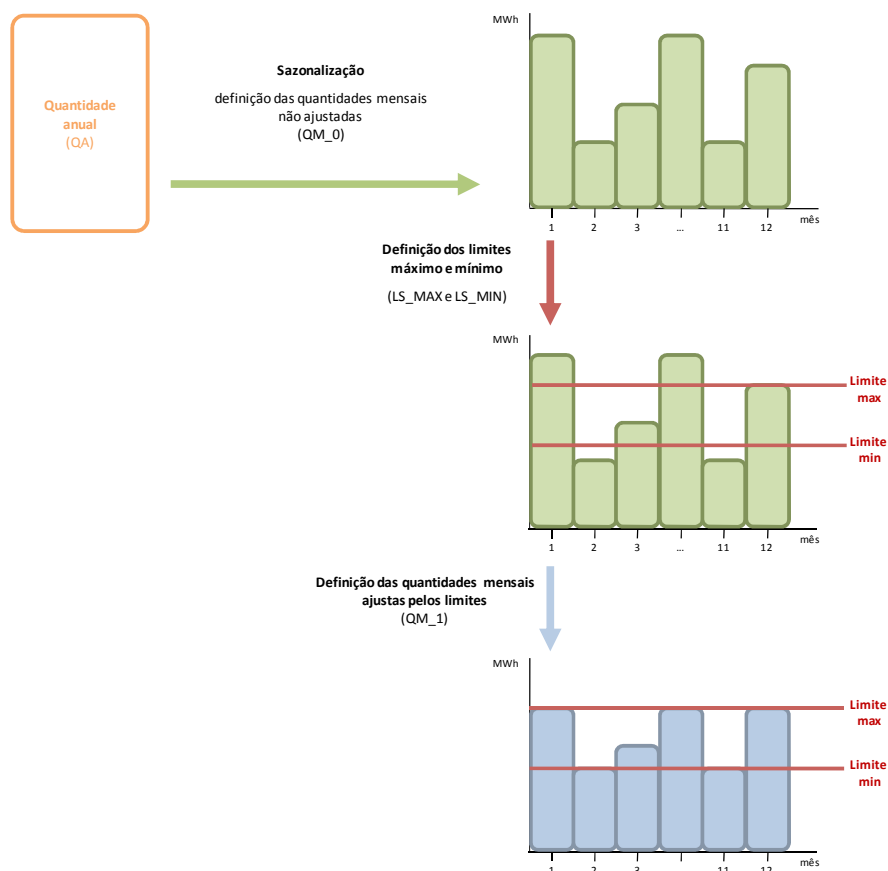 Quantidade
anual
(QA)
Sazonalização
definição das quantidades mensais
não ajustadas
(QM_0)
MWh
1 2 3 ... 11 12
mês
Definição dos limites
máximo e mínimo
(LS_MAX e LS_MIN)
MWh
Limite
max
Limite
min
1 2 3 ... 11 12
mês
Definição das quantidades mensais
ajustas pelos limites
(QM_1)
MWh
Limite
max
Limite
min
1 2 3 ... 11 12
mês